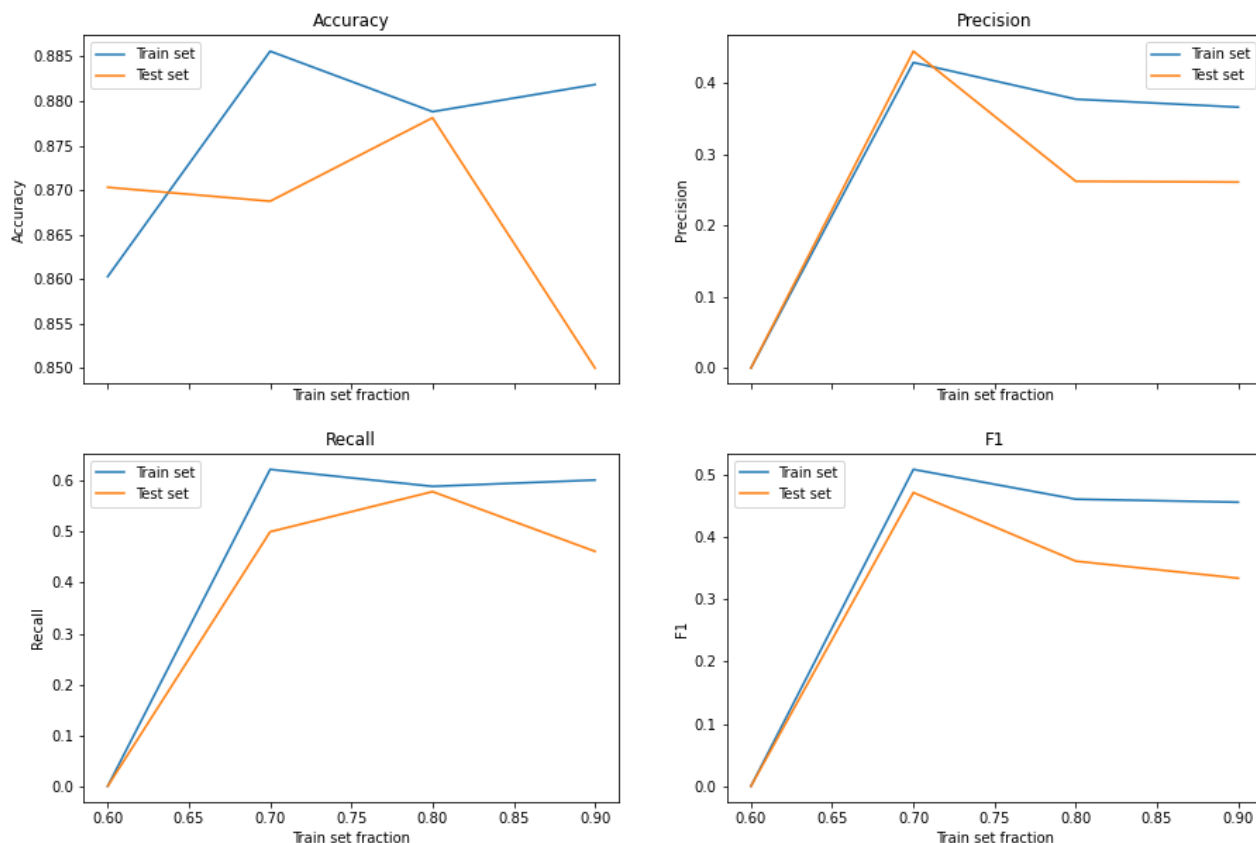 Accuracy
Train set
Test set
0.885
0.880
0.875
0.870
0.865
0.860
0.855
0.850
Accuracy
Train set fraction
Precision
Train set
Test set
0.4
0.3
0.2
0.1
0.0
Precision
Train set fraction
Recall
Train set
Test set
0.6
0.5
0.4
0.3
0.2
0.1
0.0
Recall
0.60 0.65 0.70 0.75 0.80 0.85 0.90
Train set fraction
F1
Train set
Test set
0.5
0.4
0.3
0.2
0.1
0.0
F1
0.60 0.65 0.70 0.75 0.80 0.85 0.90
Train set fraction